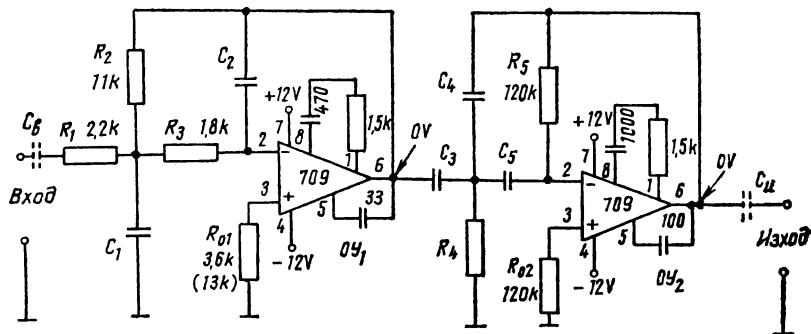 R₂
11k
C₂
+12V
470
1,5k
0V
Cв
R₁ 2,2k
R₃ 1,8k
2
7
8
1
6
−
709
3
+
5
33
4
Вход
C₁
Rо1
3,6k
(13k)
−12V
ОУ₁
C₄
R₅
120k
+12V
1000
1,5k
0V
C₃
C₅
2
7
8
1
6
−
709
3
+
5
100
4
Cи
R₄
Rо2
120k
−12V
ОУ₂
Изход